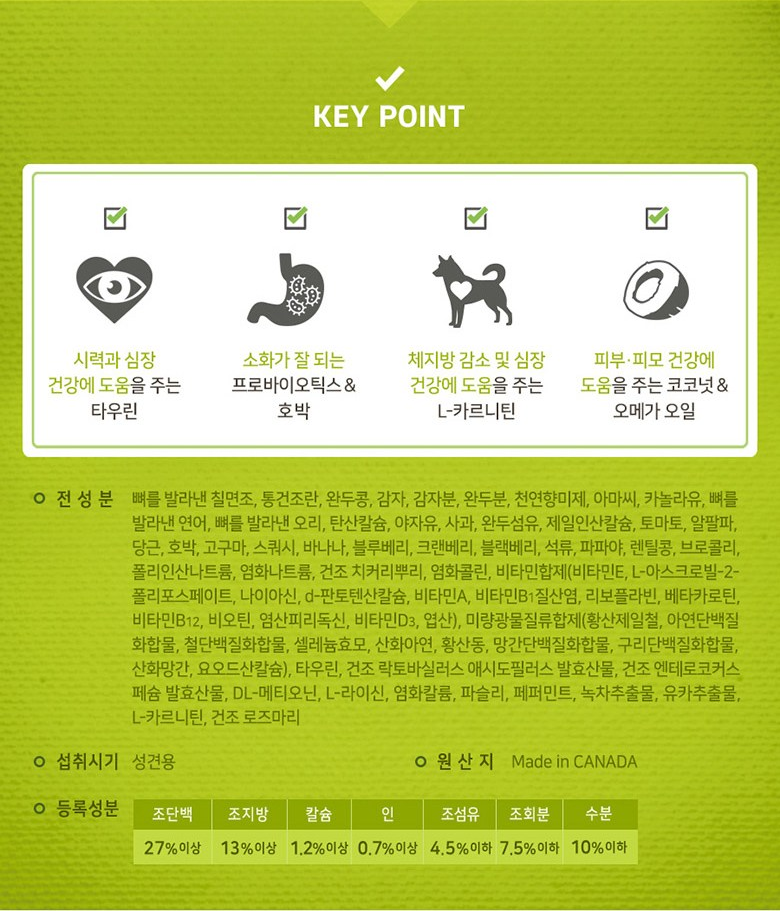 KEY POINT
시력과 심장
건강에 도움을 주는
타우린
소화가 잘 되는
프로바이오틱스 &
호박
체지방 감소 및 심장
건강에 도움을 주는
L-카르니틴
피부·피모 건강에
도움을 주는 코코넛 &
오메가 오일
전성분 뼈를 발라낸 칠면조, 통건조란, 완두콩, 감자, 감자분, 완두분, 천연향미제, 아마씨, 카놀라유, 뼈를
발라낸 연어, 뼈를 발라낸 오리, 탄산칼슘, 야자유, 사과, 완두섬유, 제일인산칼슘, 토마토, 알팔파,
당근, 호박, 고구마, 스쿼시, 바나나, 블루베리, 크랜베리, 블랙베리, 석류, 파파야, 렌틸콩, 브로콜리,
폴리인산나트륨, 염화나트륨, 건조 치커리뿌리, 염화콜린, 비타민합제(비타민E, L-아스크로빌-2-
폴리포스페이트, 나이아신, d-판토텐산칼슘, 비타민A, 비타민B1질산염, 리보플라빈, 베타카로틴,
비타민B12, 비오틴, 염산피리독신, 비타민D3, 엽산), 미량광물질류합제(황산제일철, 아연단백질
화합물, 철단백질화합물, 셀레늄효모, 산화아연, 황산동, 망간단백질화합물, 구리단백질화합물,
산화망간, 요오드산칼슘), 타우린, 건조 락토바실러스 애시도필러스 발효산물, 건조 엔테로코커스
페슘 발효산물, DL-메티오닌, L-라이신, 염화칼륨, 파슬리, 페퍼민트, 녹차추출물, 유카추출물,
L-카르니틴, 건조 로즈마리
섭취시기 성견용
원산지 Made in CANADA
등록성분 조단백 조지방 칼슘 인 조섬유 조회분 수분
27%이상 13%이상 1.2%이상 0.7%이상 4.5%이하 7.5%이하 10%이하